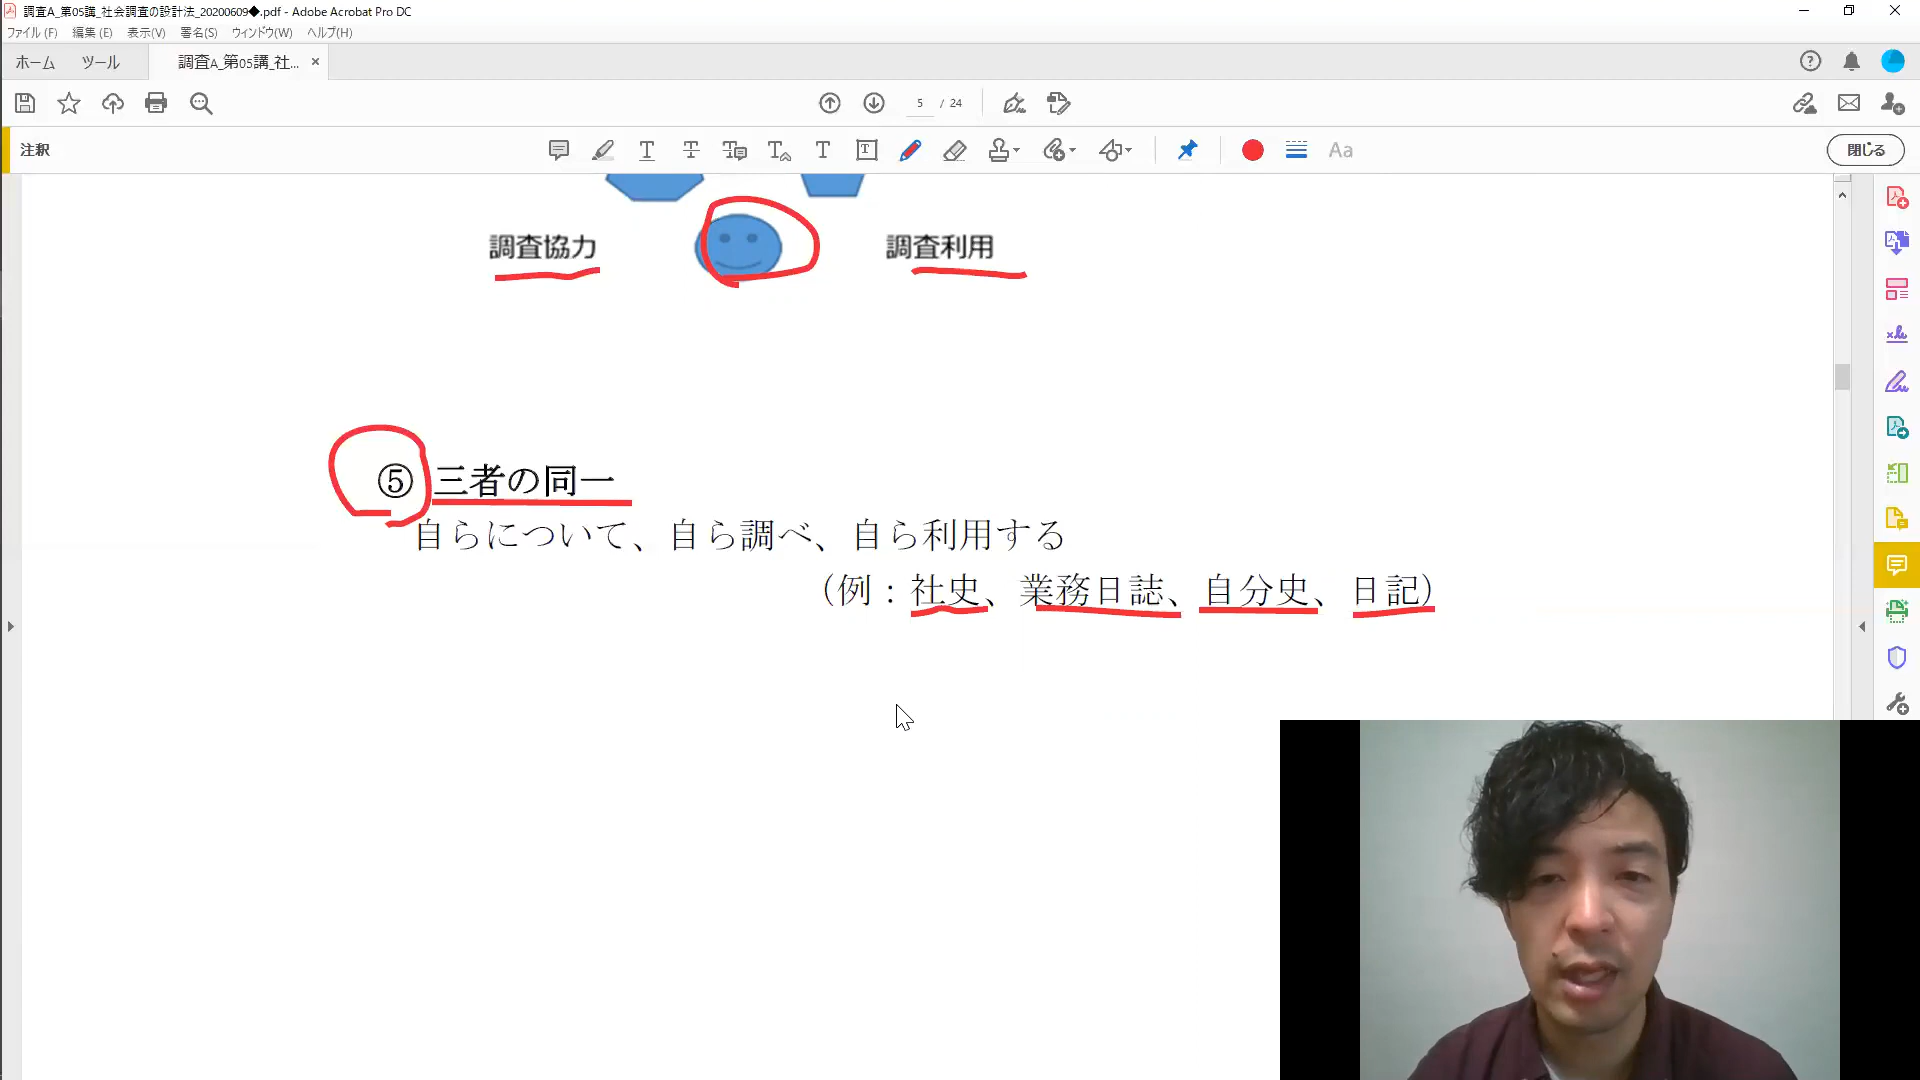 調査A_第05講_社会調査の設計法_20200609◆.pdf - Adobe Acrobat Pro DC
ファイル(F) 編集(E) 表示(V) 署名(S) ウィンドウ(W) ヘルプ(H)
ホーム ツール 調査A_第05講_社... ×
5 / 24
注釈 Aa 閉じる
調査協力 調査利用
⑤ 三者の同一
自らについて、自ら調べ、自ら利用する
（例：社史、業務日誌、自分史、日記）